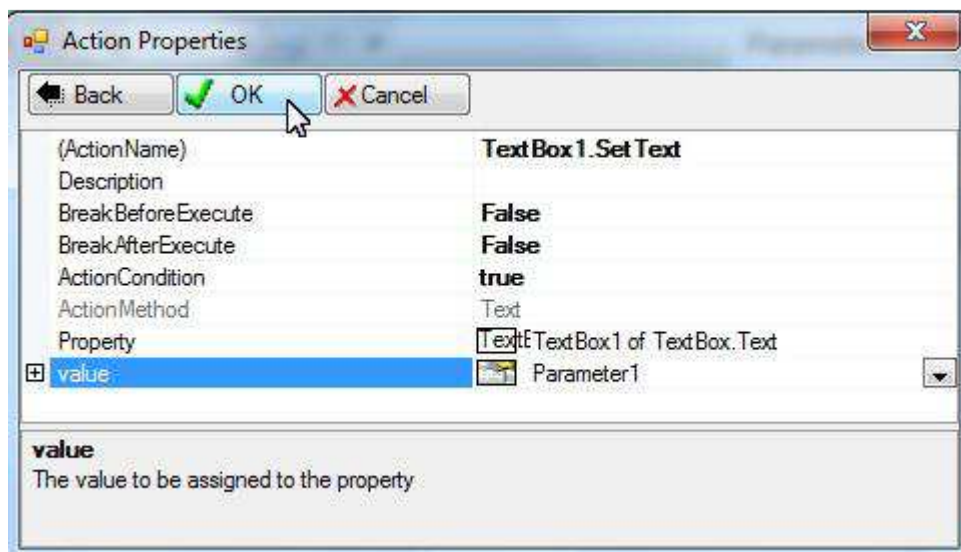 Action Properties
Back OK Cancel
(ActionName) TextBox1.SetText
Description
BreakBeforeExecute False
BreakAfterExecute False
ActionCondition true
ActionMethod Text
Property TextBox1 of TextBox.Text
value Parameter1
value
The value to be assigned to the property